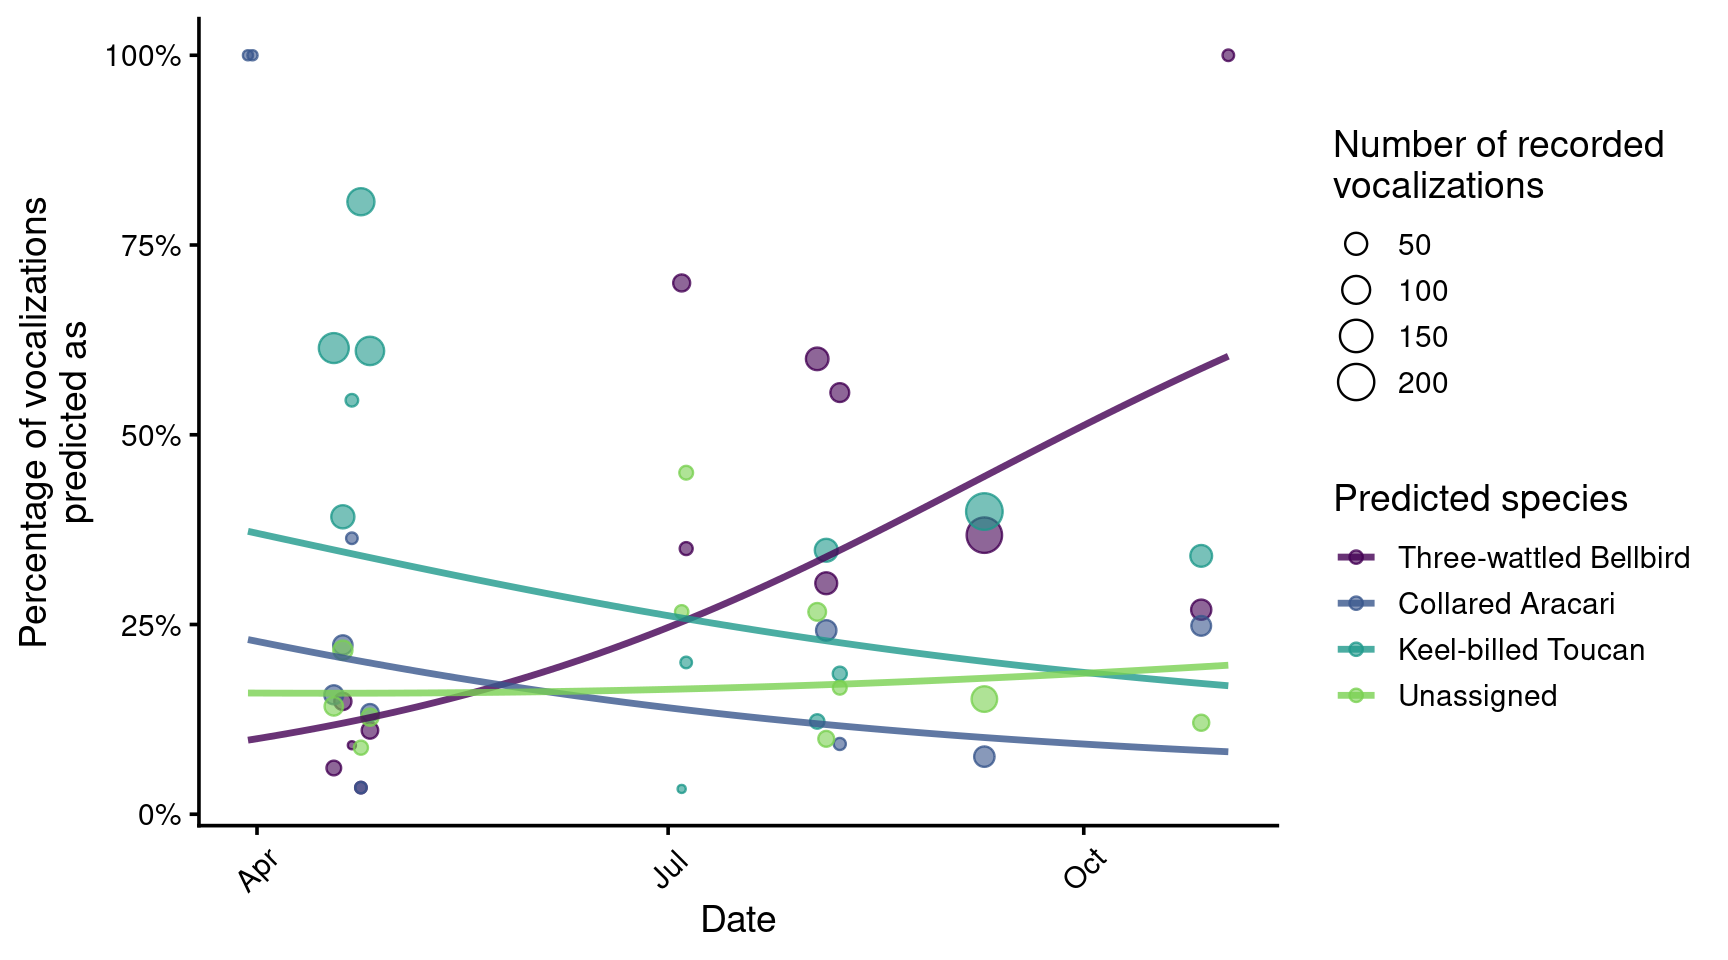 Percentage of vocalizations
predicted as
100%
75%
50%
25%
0%
Apr
Jul
Oct
Date
Number of recorded
vocalizations
50
100
150
200
Predicted species
Three-wattled Bellbird
Collared Aracari
Keel-billed Toucan
Unassigned